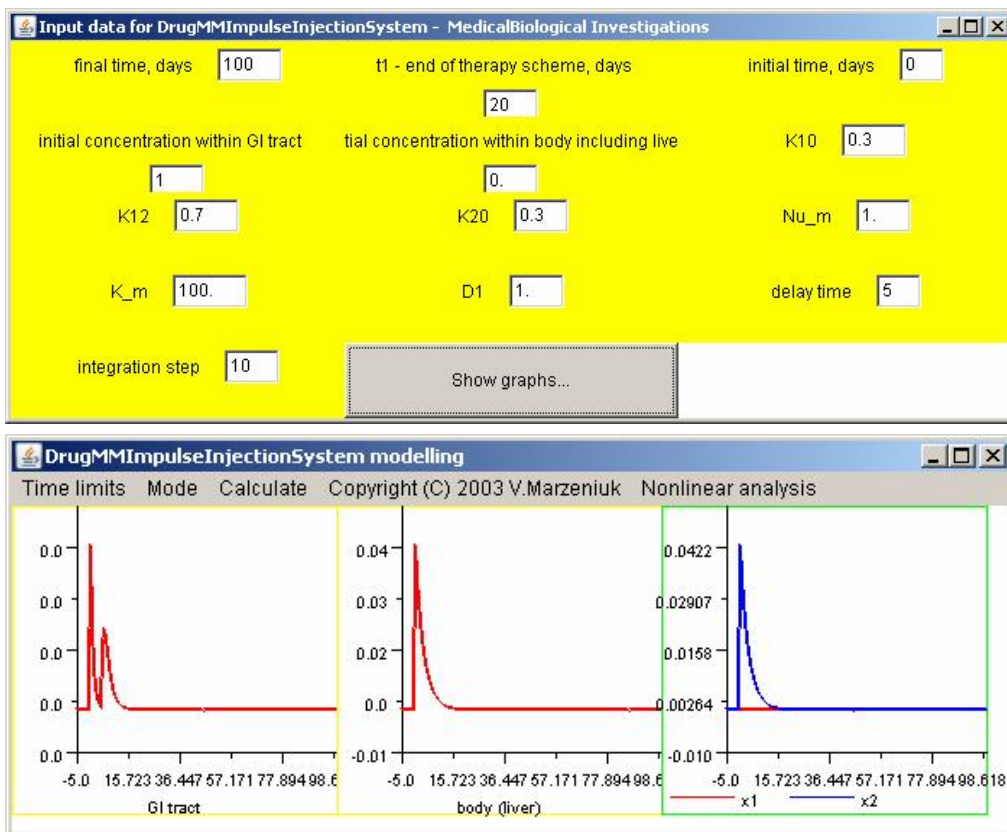 Input data for DrugMMImpulseInjectionSystem - MedicalBiological Investigations
final time, days 100 t1 - end of therapy scheme, days initial time, days 0
20
initial concentration within GI tract tial concentration within body including live K10 0.3
1 0.
K12 0.7 K20 0.3 Nu_m 1.
K_m 100. D1 1. delay time 5
integration step 10 Show graphs...
DrugMMImpulseInjectionSystem modelling
Time limits Mode Calculate Copyright (C) 2003 V.Marzeniuk Nonlinear analysis
0.0 0.04 0.0422
0.0 0.03 0.02907
0.0 0.02 0.0158
0.0 0.0 0.00264
0.0 -0.01 -0.010
-5.0 15.723 36.447 57.171 77.894 98.6 -5.0 15.723 36.447 57.171 77.894 98.6 -5.0 15.723 36.447 57.171 77.894 98.618
GI tract body (liver) x1 x2